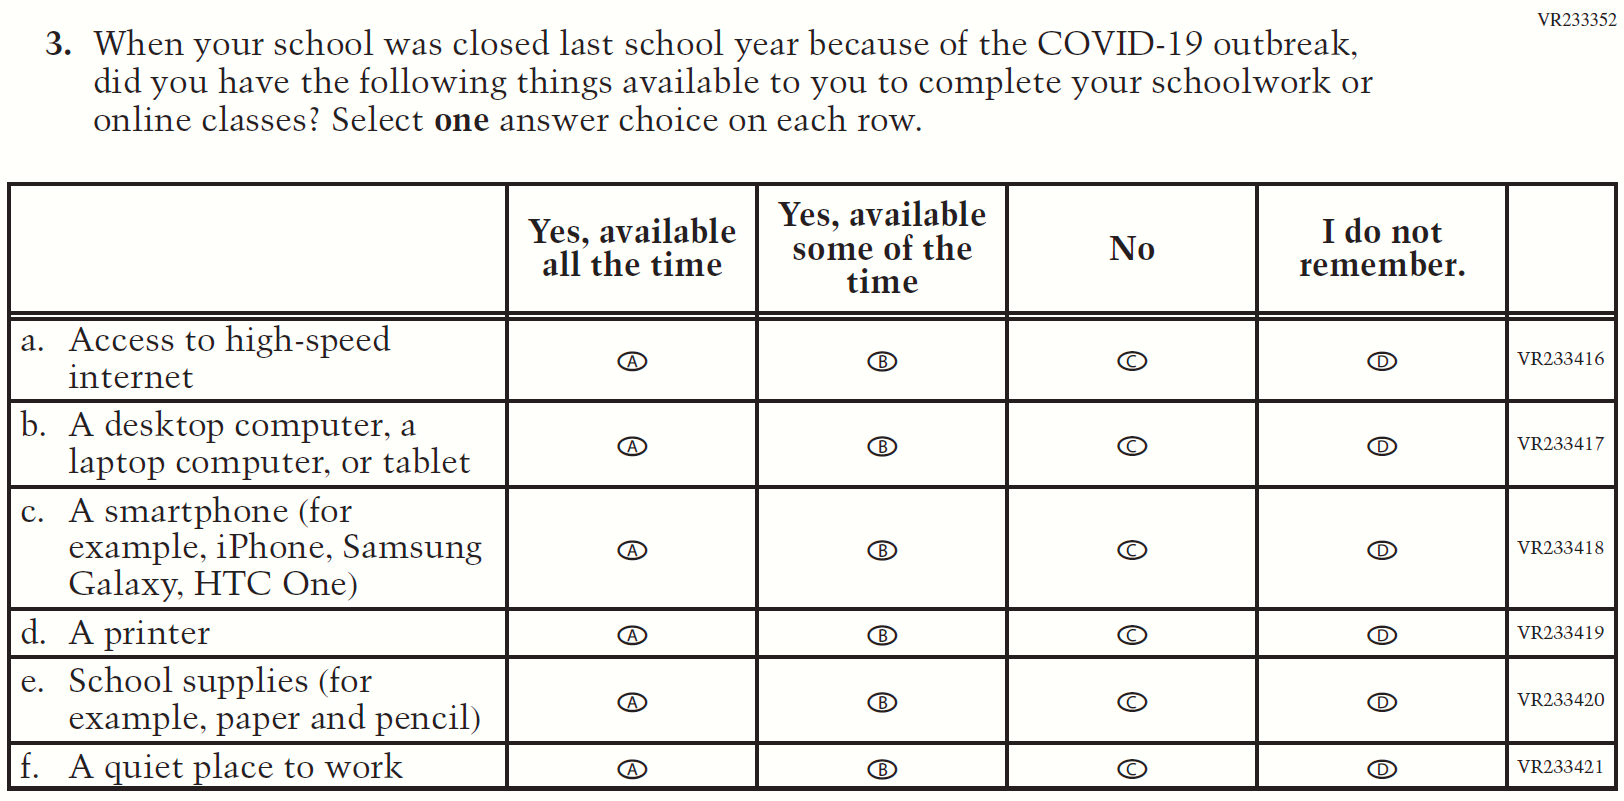 VR233352
3. When your school was closed last school year because of the COVID-19 outbreak,
did you have the following things available to you to complete your schoolwork or
online classes? Select one answer choice on each row.
Yes, available
all the time
Yes, available
some of the
time
No
I do not
remember.
a. Access to high-speed
internet
A B C D VR233416
b. A desktop computer, a
laptop computer, or tablet
A B C D VR233417
c. A smartphone (for
example, iPhone, Samsung
Galaxy, HTC One)
A B C D VR233418
d. A printer A B C D VR233419
e. School supplies (for
example, paper and pencil)
A B C D VR233420
f. A quiet place to work A B C D VR233421